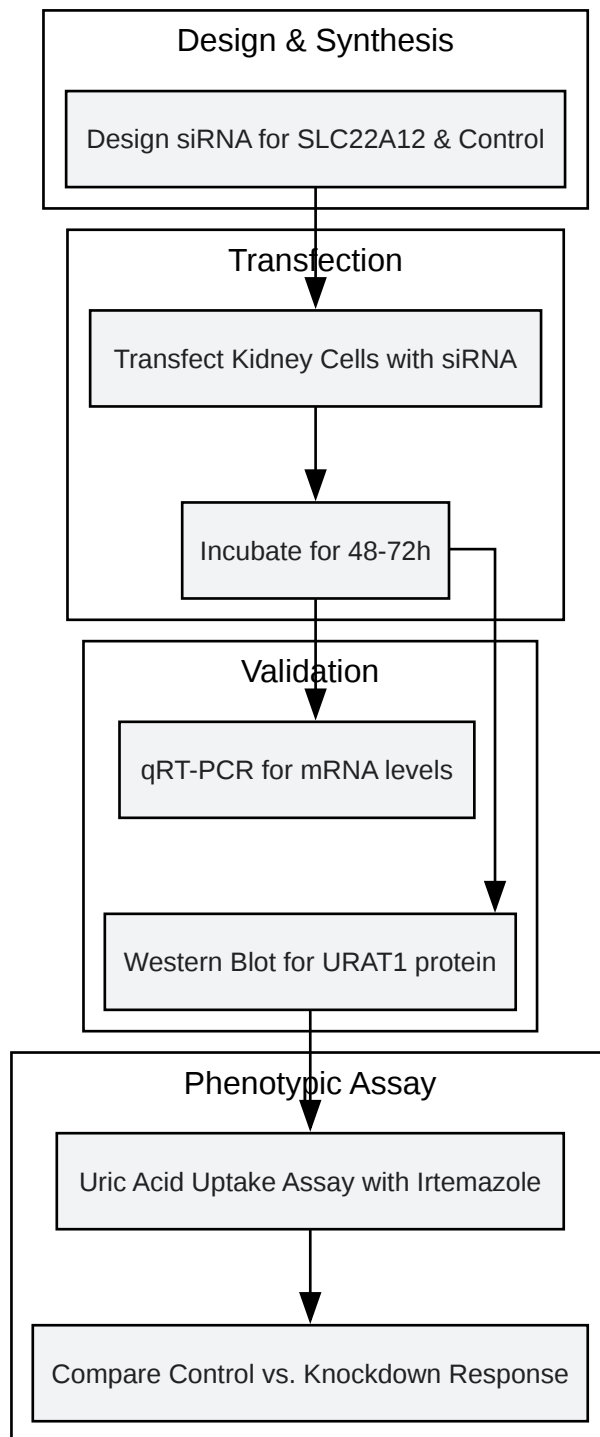 Design & Synthesis
Design siRNA for SLC22A12 & Control
Transfection
Transfect Kidney Cells with siRNA
Incubate for 48-72h
Validation
qRT-PCR for mRNA levels
Western Blot for URAT1 protein
Phenotypic Assay
Uric Acid Uptake Assay with Irtemazole
Compare Control vs. Knockdown Response